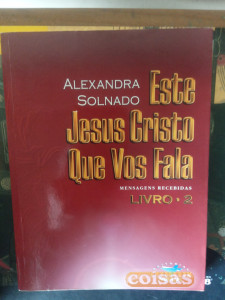 ALEXANDRA
SOLNADO
Este
Jesus Cristo
Que Vos Fala
MENSAGENS RECEBIDAS
LIVRO • 2
coisas